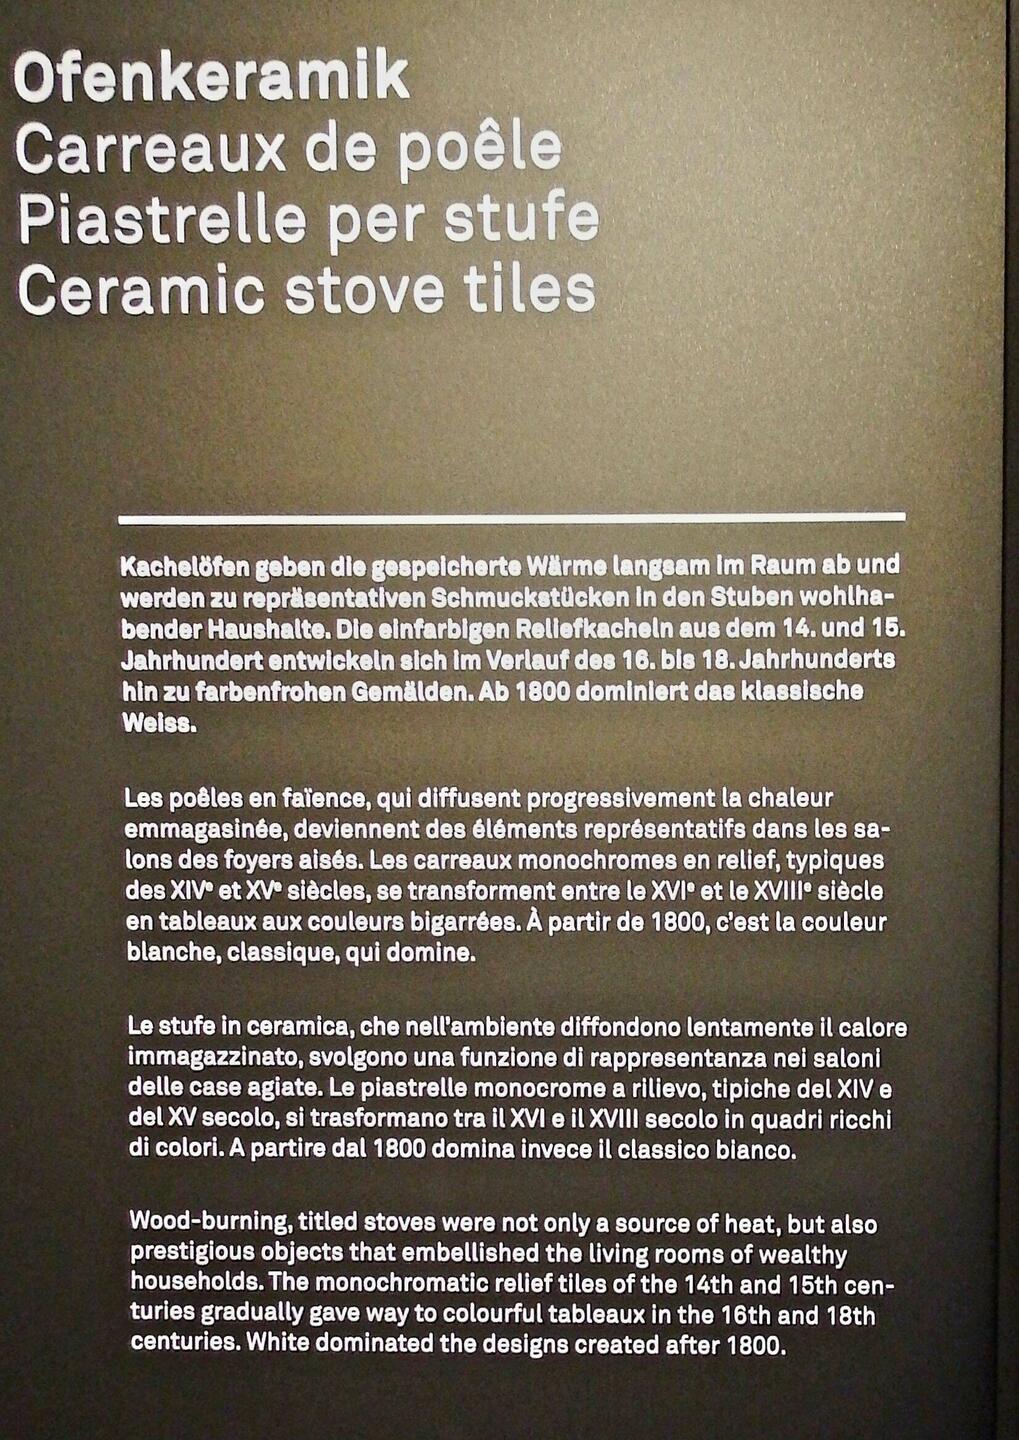 Ofenkeramik
Carreaux de poêle
Piastrelle per stufe
Ceramic stove tiles
Kachelöfen geben die gespeicherte Wärme langsam im Raum ab und
werden zu repräsentativen Schmuckstücken in den Stuben wohlha-
bender Haushalte. Die einfarbigen Reliefkacheln aus dem 14. und 15.
Jahrhundert entwickeln sich im Verlauf des 16. bis 18. Jahrhunderts
hin zu farbenfrohen Gemälden. Ab 1800 dominiert das klassische
Weiss.
Les poêles en faïence, qui diffusent progressivement la chaleur
emmagasinée, deviennent des éléments représentatifs dans les sa-
lons des foyers aisés. Les carreaux monochromes en relief, typiques
des XIVᵉ et XVᵉ siècles, se transforment entre le XVIᵉ et le XVIIIᵉ siècle
en tableaux aux couleurs bigarrées. À partir de 1800, c'est la couleur
blanche, classique, qui domine.
Le stufe in ceramica, che nell'ambiente diffondono lentamente il calore
immagazzinato, svolgono una funzione di rappresentanza nei saloni
delle case agiate. Le piastrelle monocrome a rilievo, tipiche del XIV e
del XV secolo, si trasformano tra il XVI e il XVIII secolo in quadri ricchi
di colori. A partire dal 1800 domina invece il classico bianco.
Wood-burning, titled stoves were not only a source of heat, but also
prestigious objects that embellished the living rooms of wealthy
households. The monochromatic relief tiles of the 14th and 15th cen-
turies gradually gave way to colourful tableaux in the 16th and 18th
centuries. White dominated the designs created after 1800.